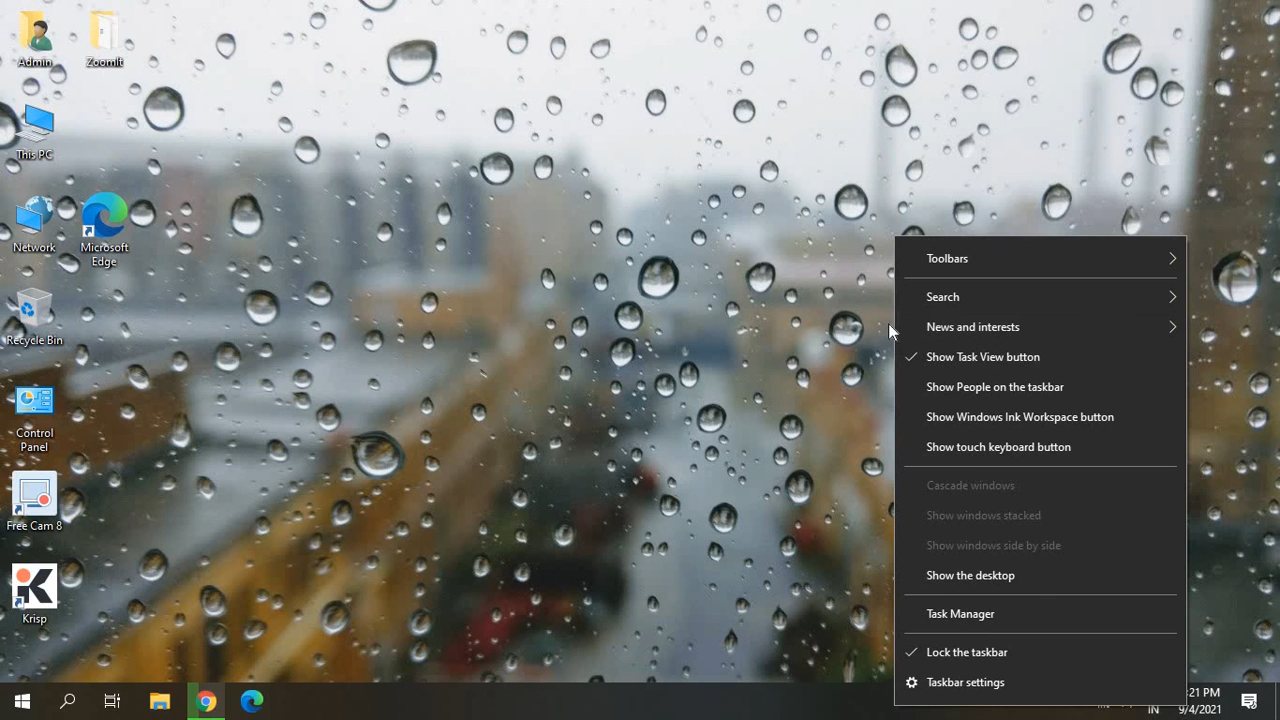 Admin
ZoomIt
This PC
Network
Microsoft
Edge
Recycle Bin
Control
Panel
Free Cam 8
Krisp
Toolbars
Search
News and interests
Show Task View button
Show People on the taskbar
Show Windows Ink Workspace button
Show touch keyboard button
Cascade windows
Show windows stacked
Show windows side by side
Show the desktop
Task Manager
Lock the taskbar
Taskbar settings
:21 PM
IN
9/4/2021